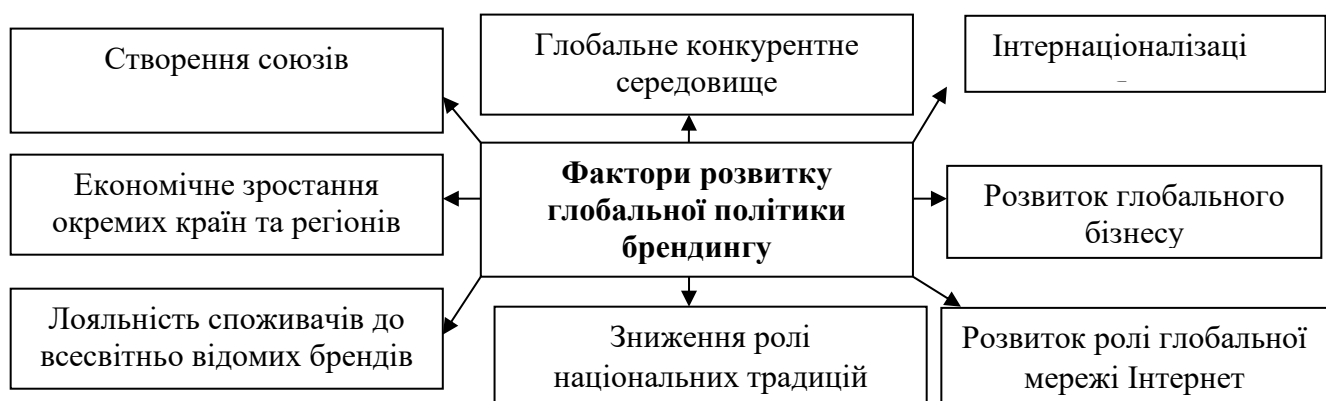 Створення союзів
Глобальне конкурентне
середовище
Інтернаціоналізаці
Фактори розвитку
глобальної політики
брендингу
Економічне зростання
окремих країн та регіонів
Розвиток глобального
бізнесу
Лояльність споживачів до
всесвітньо відомих брендів
Зниження ролі
національних традицій
Розвиток ролі глобальної
мережі Інтернет